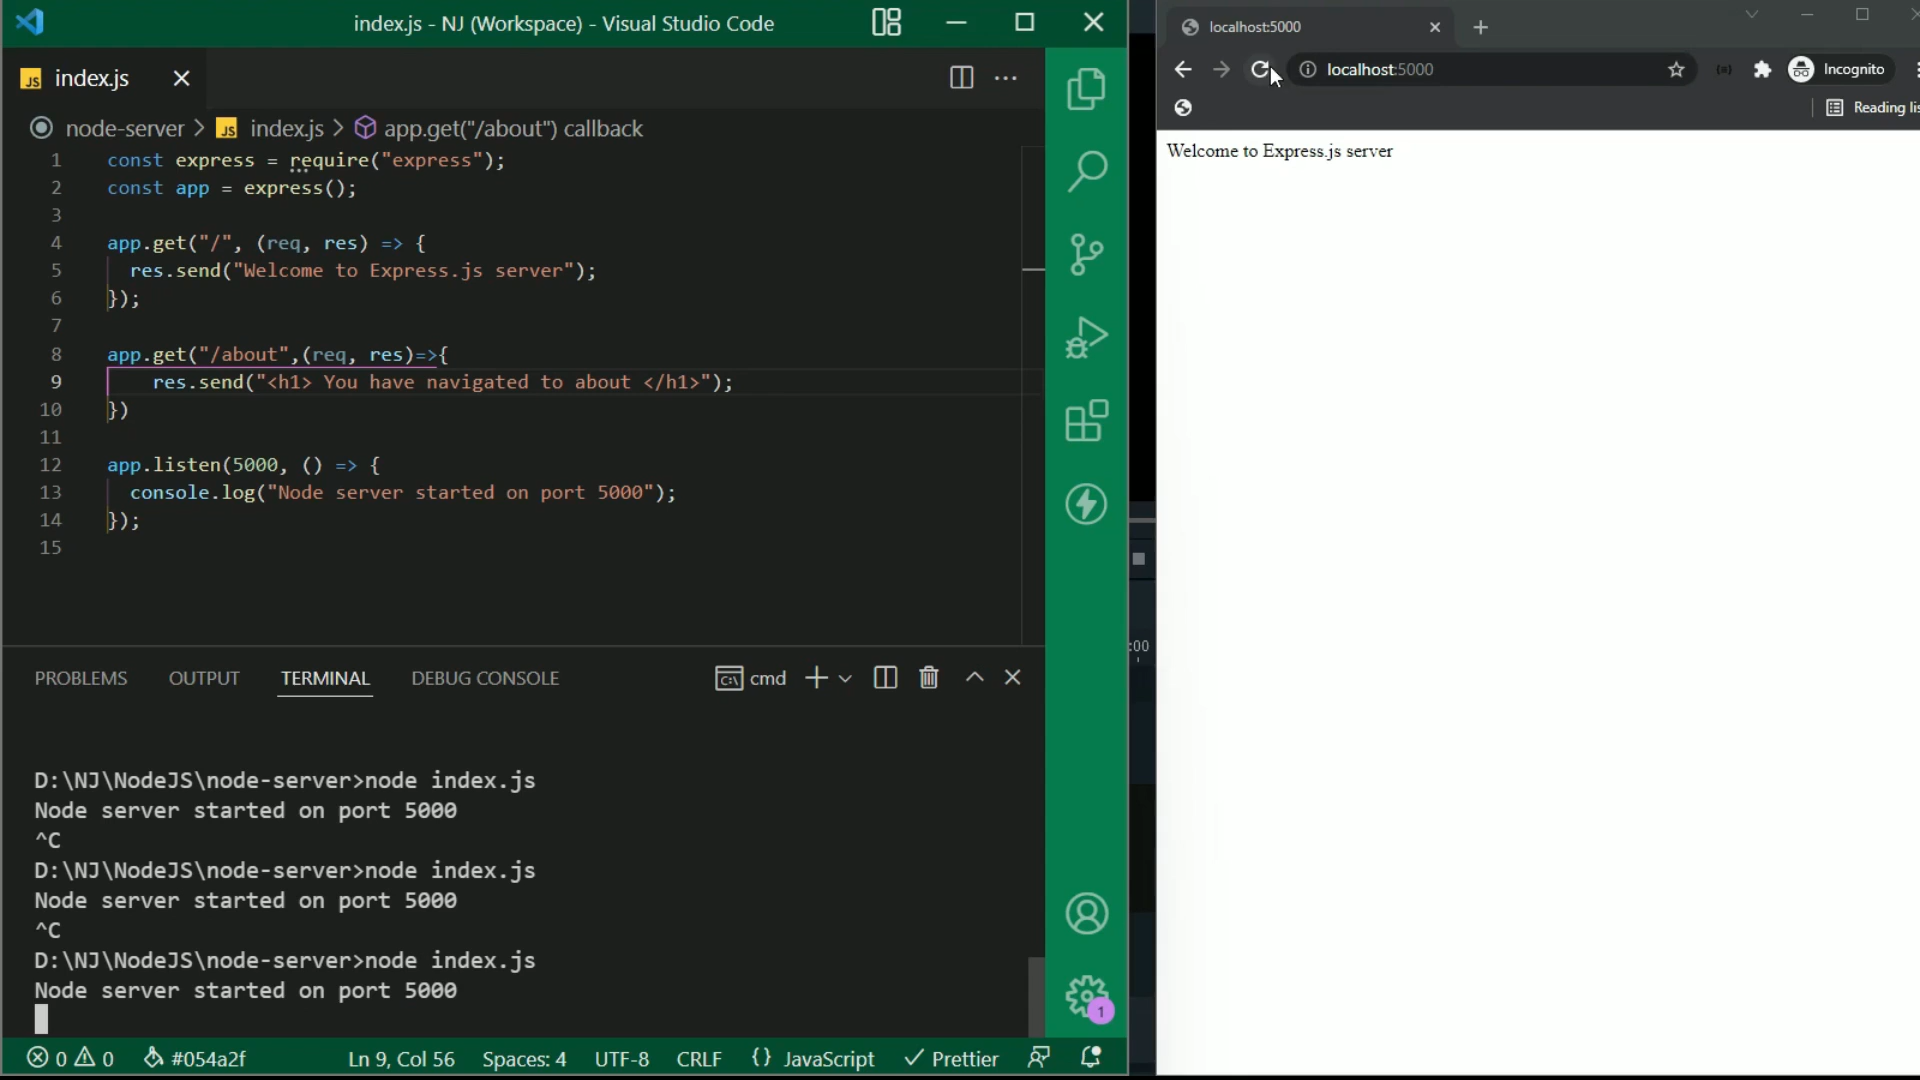 index.js - NJ (Workspace) - Visual Studio Code
JS index.js
node-server > JS index.js > app.get("/about") callback
1 const express = require("express");
2 const app = express();
3
4 app.get("/", (req, res) => {
5 res.send("Welcome to Express.js server");
6 });
7
8 app.get("/about",(req, res)=>{
9 res.send("<h1> You have navigated to about </h1>");
10 })
11
12 app.listen(5000, () => {
13 console.log("Node server started on port 5000");
14 });
15
PROBLEMS OUTPUT TERMINAL DEBUG CONSOLE cmd
D:\NJ\NodeJS\node-server>node index.js
Node server started on port 5000
^C
D:\NJ\NodeJS\node-server>node index.js
Node server started on port 5000
^C
D:\NJ\NodeJS\node-server>node index.js
Node server started on port 5000
1
0 0 #054a2f Ln 9, Col 56 Spaces: 4 UTF-8 CRLF {} JavaScript Prettier
:00
localhost:5000
localhost:5000 Incognito
Reading lis
Welcome to Express.js server